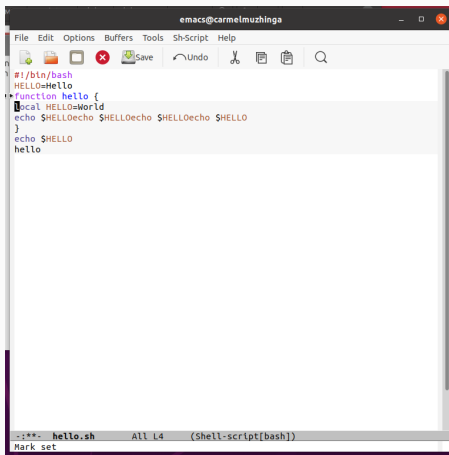 emacs@carmelmuzhinga
File Edit Options Buffers Tools Sh-Script Help
Save Undo
#!/bin/bash
HELLO=Hello
function hello {
local HELLO=World
echo $HELLOecho $HELLOecho $HELLOecho $HELLO
}
echo $HELLO
hello
-:**- hello.sh All L4 (Shell-script[bash])
Mark set